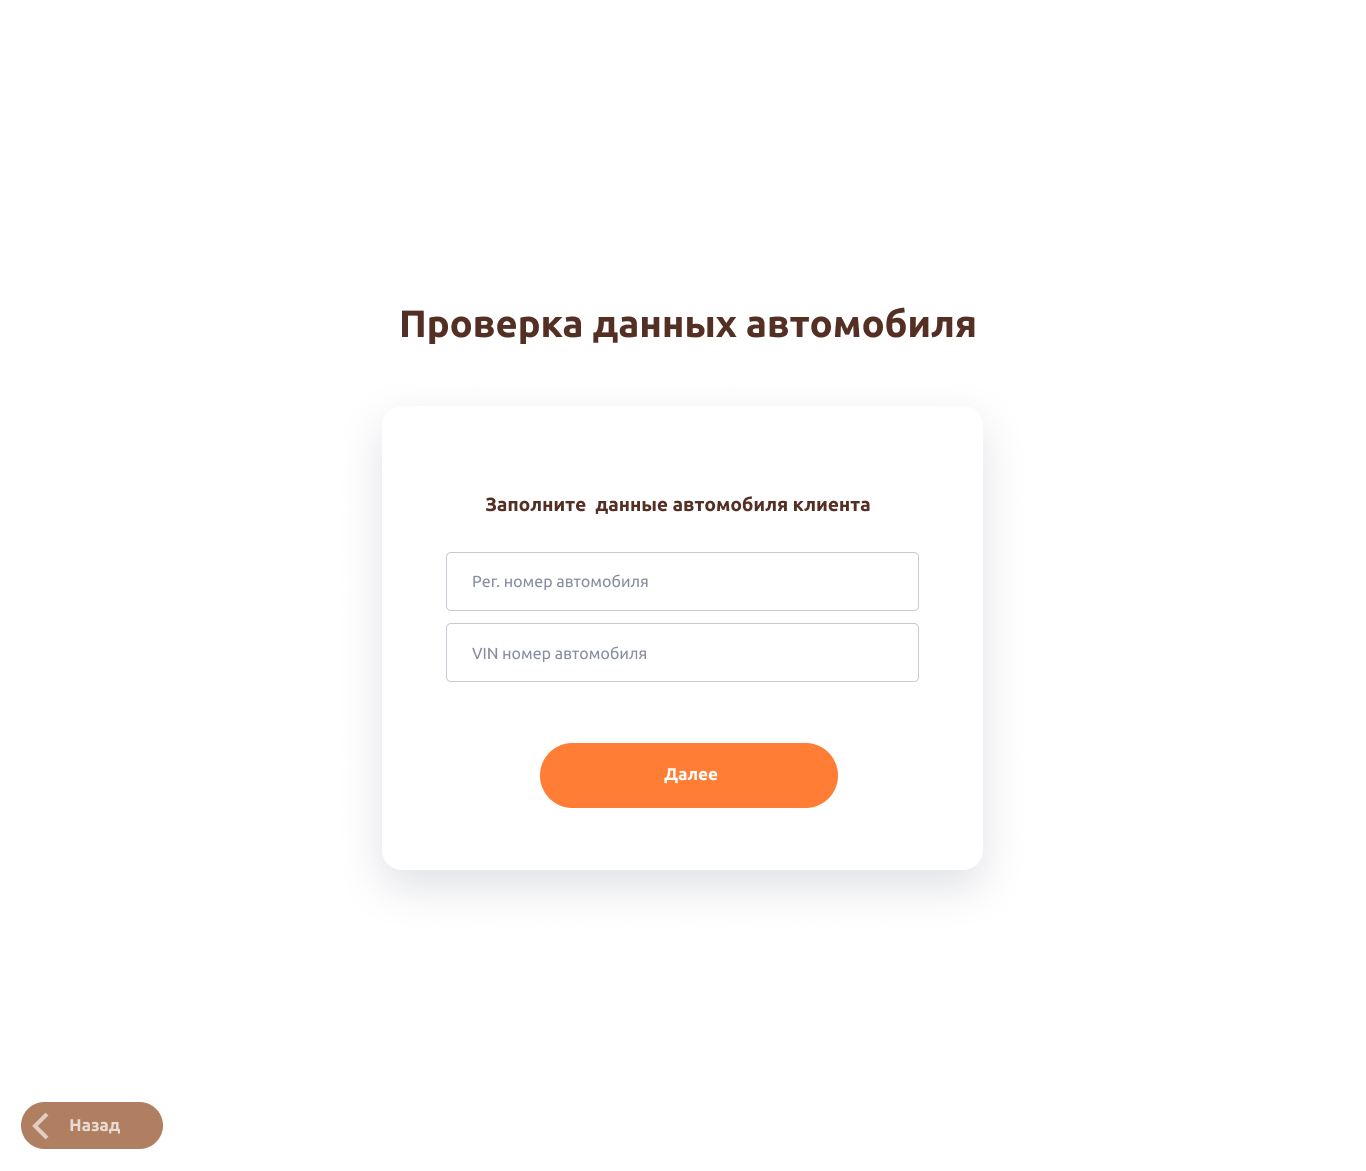 Проверка данных автомобиля
Заполните  данные автомобиля клиента
Рег. номер автомобиля
VIN номер автомобиля
Далее
Назад